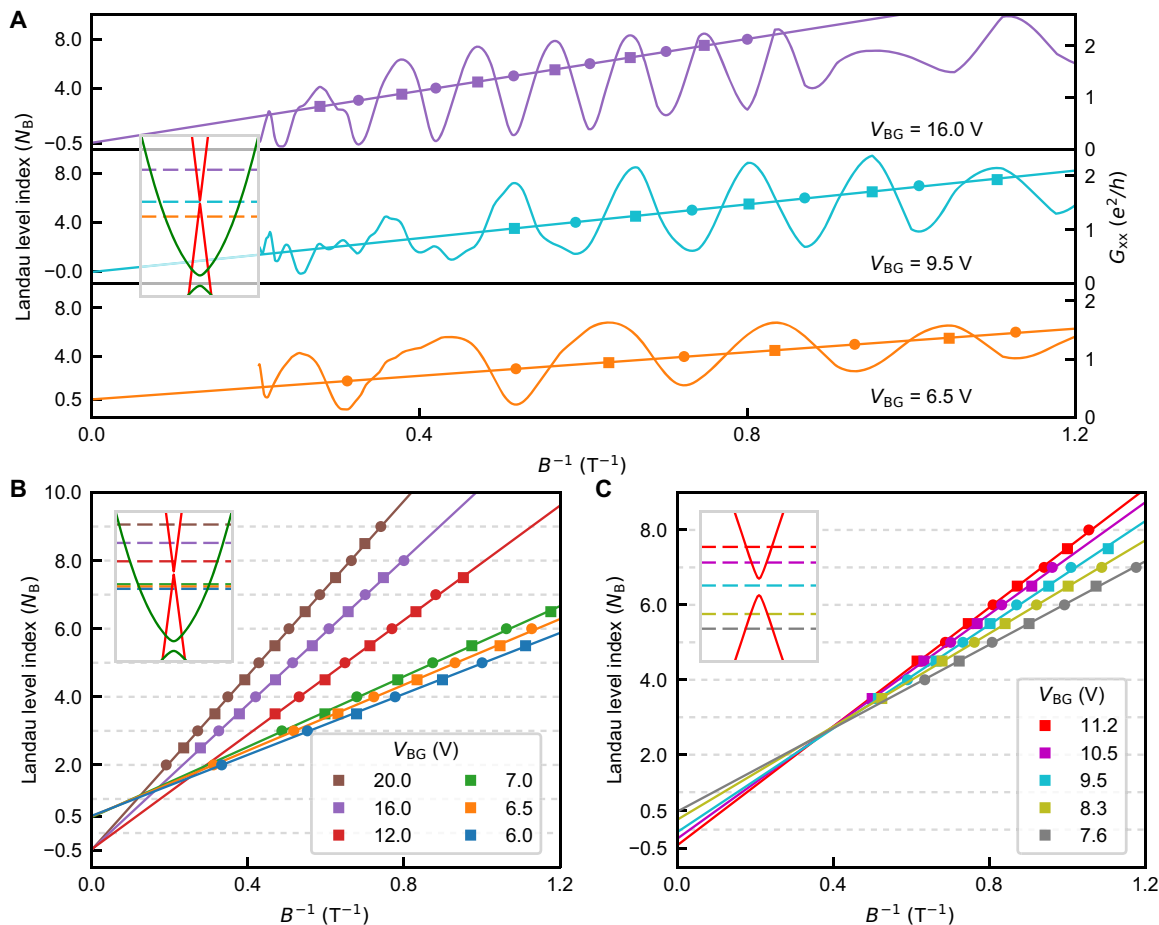 A
8.0
4.0
−0.5
2
1
0
V_BG = 16.0 V
8.0
4.0
−0.0
2
1
0
V_BG = 9.5 V
8.0
4.0
0.5
2
1
0
V_BG = 6.5 V
Landau level index (N_B)
G_xx (e²/h)
0.0 0.4 0.8 1.2
B⁻¹ (T⁻¹)
B
10.0
8.0
6.0
4.0
2.0
0.5
−0.5
Landau level index (N_B)
V_BG (V)
20.0 7.0
16.0 6.5
12.0 6.0
0.0 0.4 0.8 1.2
B⁻¹ (T⁻¹)
C
8.0
6.0
4.0
2.0
0.5
−0.5
Landau level index (N_B)
V_BG (V)
11.2
10.5
9.5
8.3
7.6
0.0 0.4 0.8 1.2
B⁻¹ (T⁻¹)